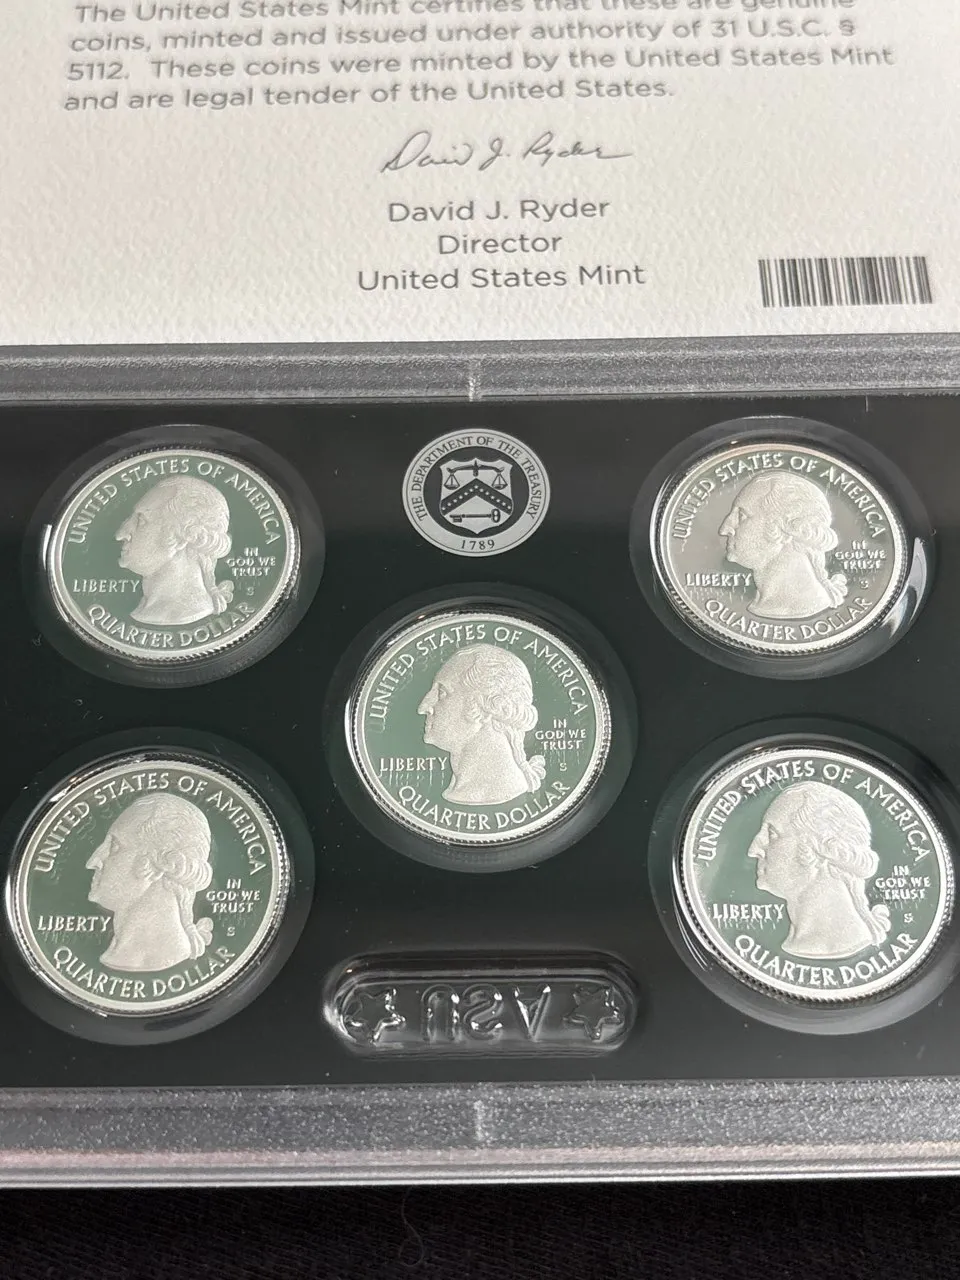 The United States Mint certifies that these are genuine
coins, minted and issued under authority of 31 U.S.C. §
5112. These coins were minted by the United States Mint
and are legal tender of the United States.
David J. Ryder
David J. Ryder
Director
United States Mint
THE DEPARTMENT OF THE TREASURY
1789
UNITED STATES OF AMERICA
LIBERTY
IN
GOD WE
TRUST
S
QUARTER DOLLAR
UNITED STATES OF AMERICA
LIBERTY
IN
GOD WE
TRUST
S
QUARTER DOLLAR
UNITED STATES OF AMERICA
LIBERTY
IN
GOD WE
TRUST
S
QUARTER DOLLAR
UNITED STATES OF AMERICA
LIBERTY
IN
GOD WE
TRUST
S
QUARTER DOLLAR
UNITED STATES OF AMERICA
LIBERTY
IN
GOD WE
TRUST
S
QUARTER DOLLAR
USA